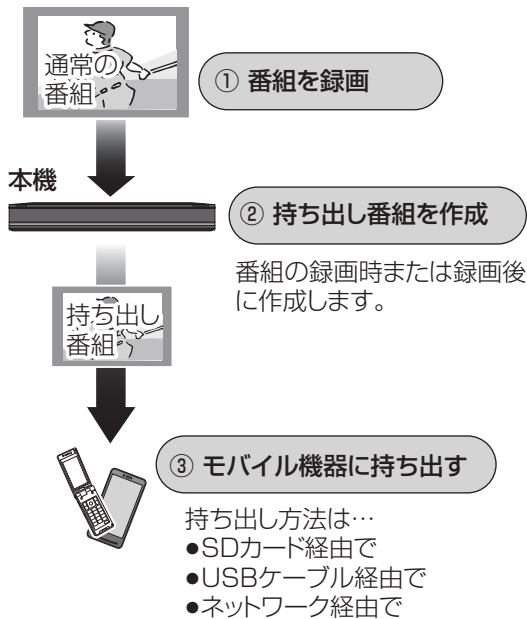 通常の
番組
① 番組を録画
本機
② 持ち出し番組を作成
番組の録画時または録画後
に作成します。
持ち出し
番組
③ モバイル機器に持ち出す
持ち出し方法は…
●SDカード経由で
●USBケーブル経由で
●ネットワーク経由で